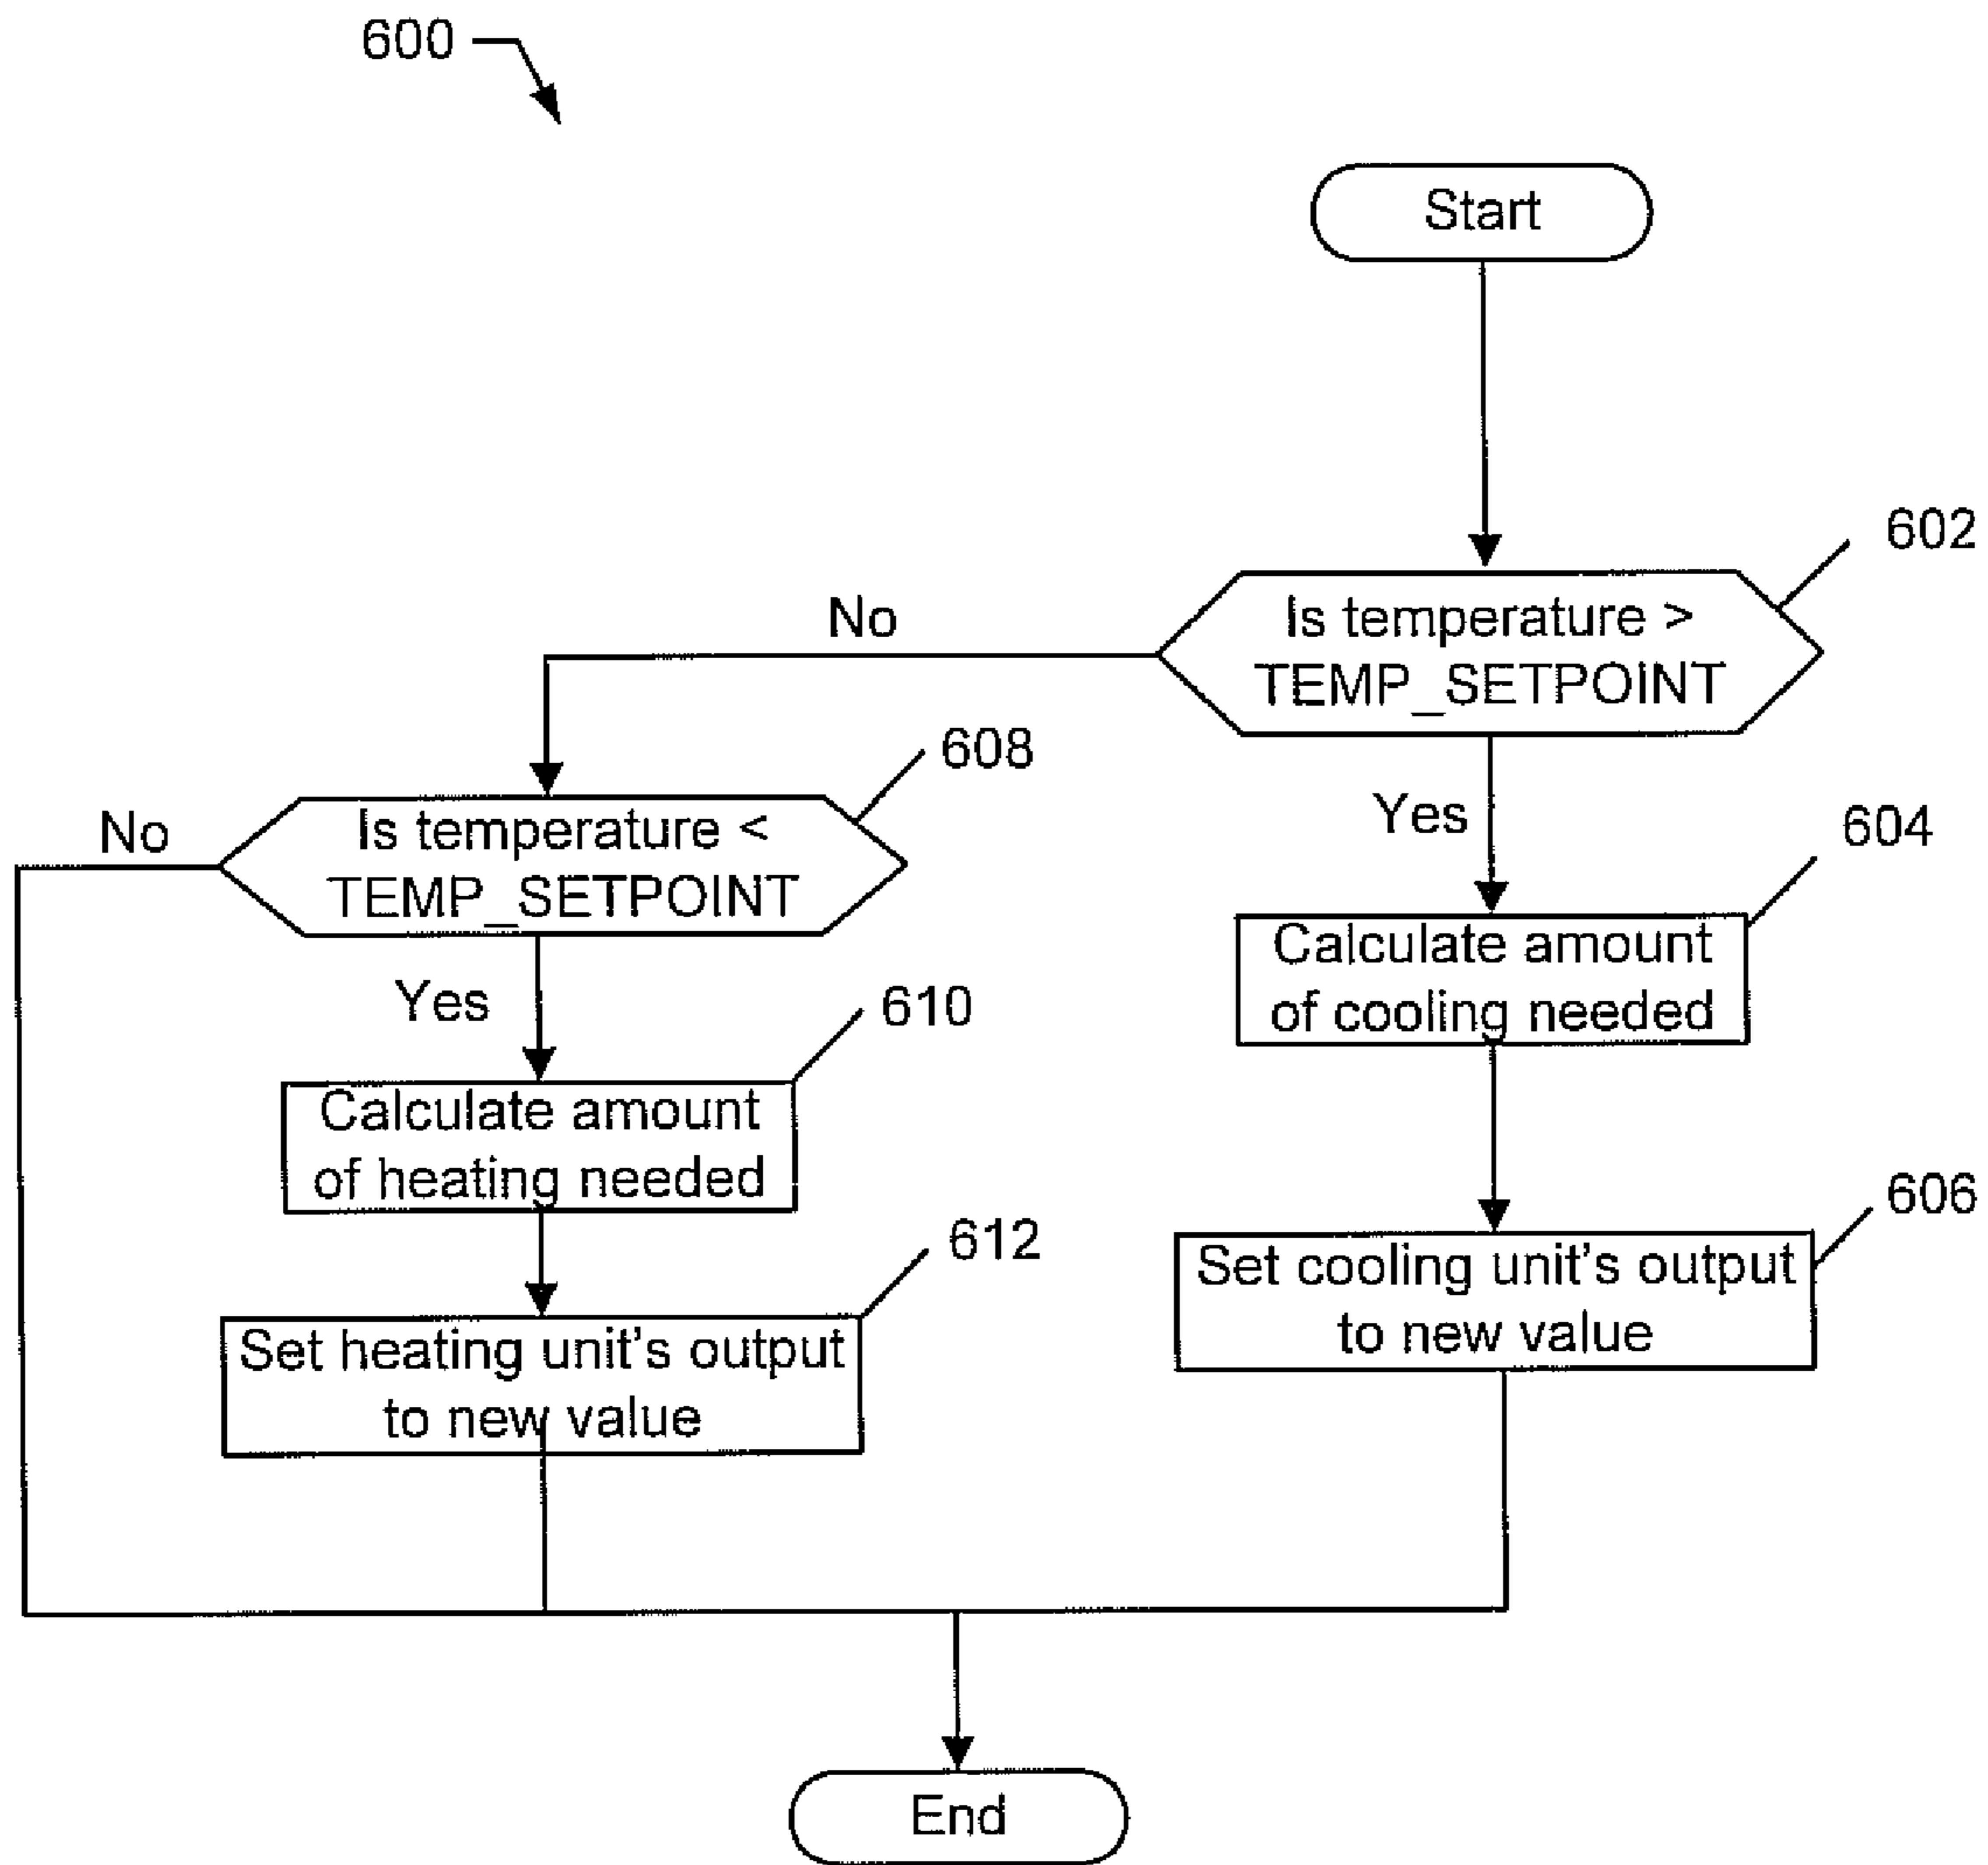 600
Start
602
Is temperature >
TEMP_SETPOINT
No
Yes
608
Is temperature <
TEMP_SETPOINT
No
Yes
604
Calculate amount
of cooling needed
610
Calculate amount
of heating needed
606
Set cooling unit's output
to new value
612
Set heating unit's output
to new value
End